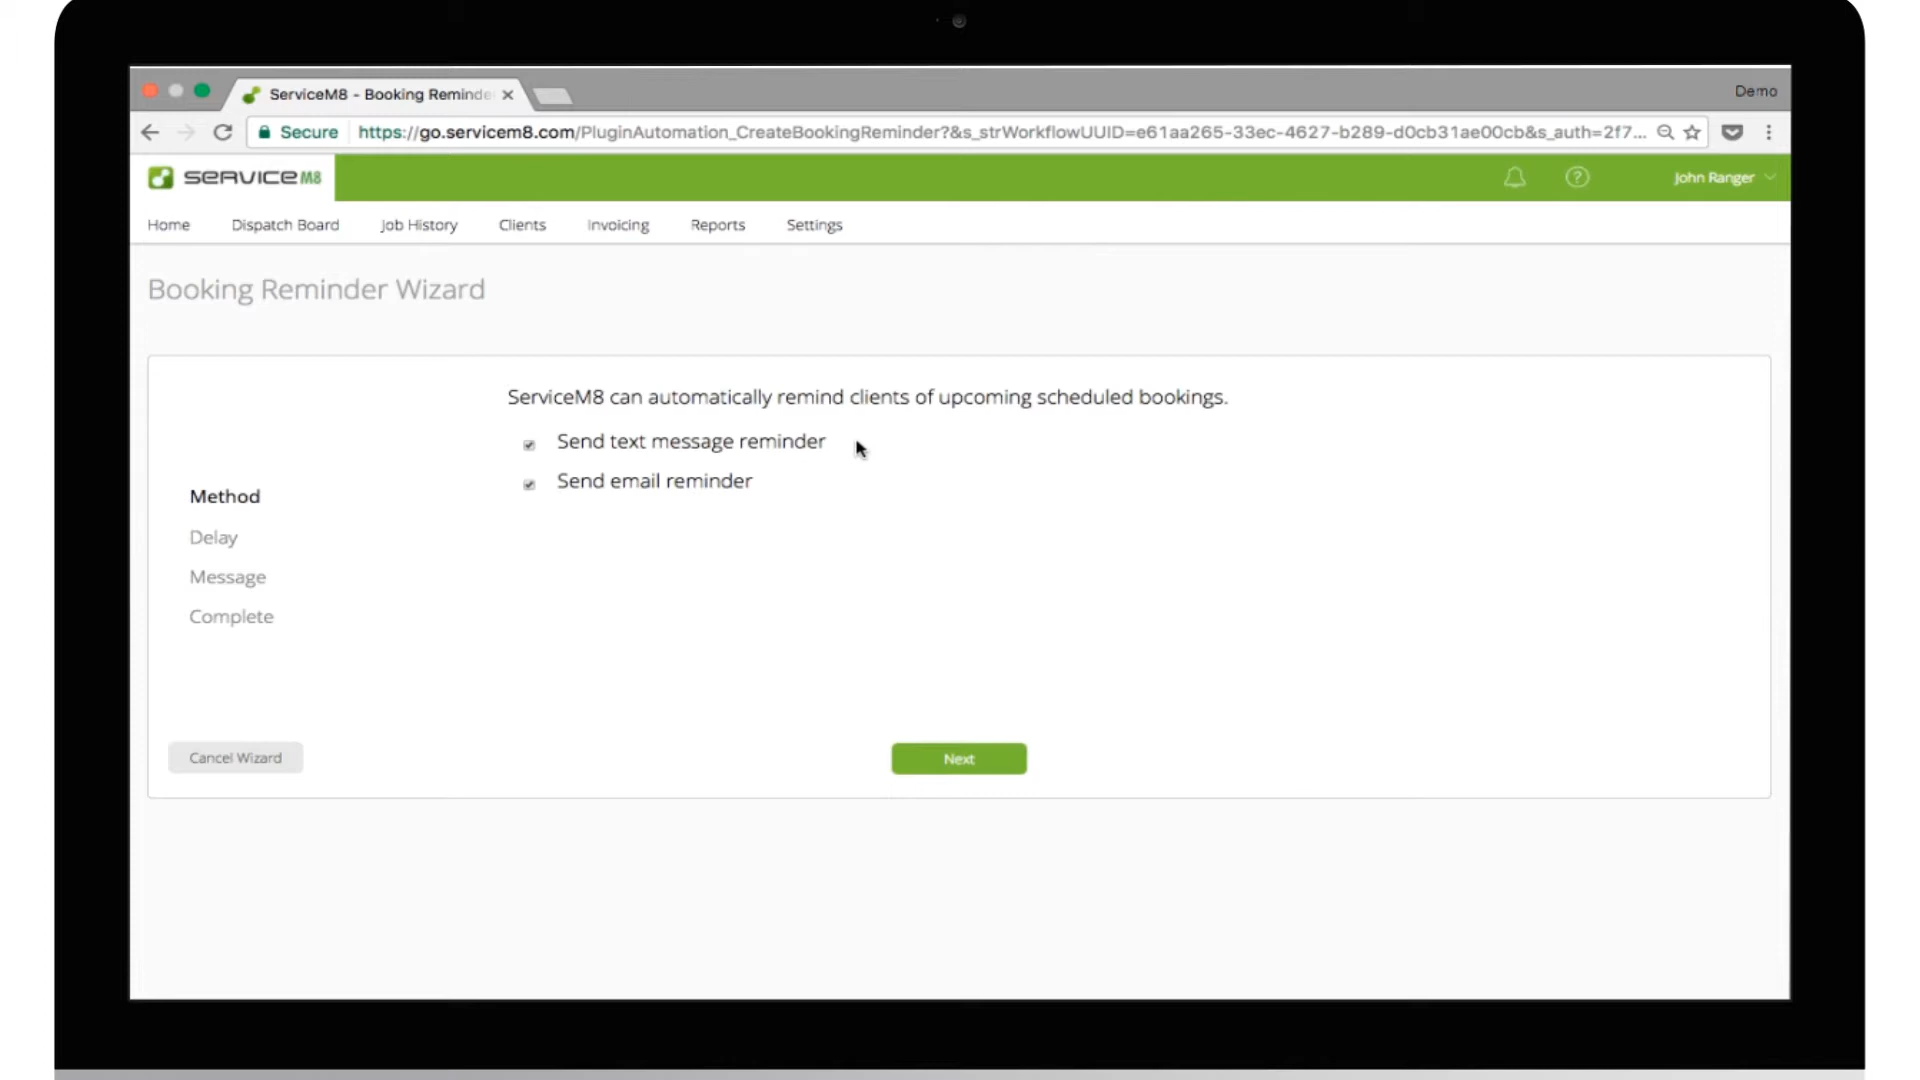 ServiceM8 - Booking Reminde
Demo
Secure https://go.servicem8.com/PluginAutomation_CreateBookingReminder?&s_strWorkflowUUID=e61aa265-33ec-4627-b289-d0cb31ae00cb&s_auth=2f7...
SERVICEM8
John Ranger
Home Dispatch Board Job History Clients Invoicing Reports Settings
Booking Reminder Wizard
ServiceM8 can automatically remind clients of upcoming scheduled bookings.
Send text message reminder
Send email reminder
Method
Delay
Message
Complete
Cancel Wizard
Next